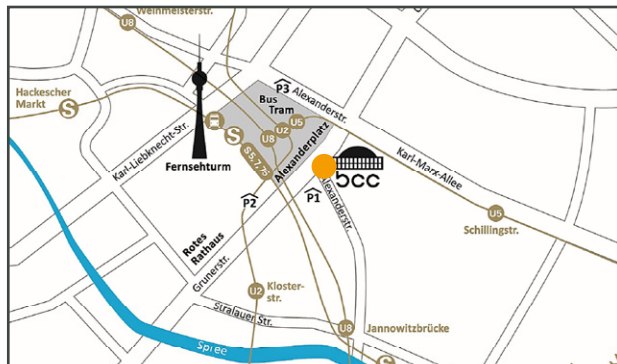 Weinmeisterstr.
U8
Hackescher
Markt
S
P3
Alexanderstr.
Bus
Tram
U5
U2
U8
S
S 5, 7, 75
Alexanderplatz
Karl-Liebknecht-Str.
Fernsehturm
bcc
Karl-Marx-Allee
P1
P2
Alexanderstr.
U5
Schillingstr.
Rotes
Rathaus
Grunerstr.
U2
Kloster-
str.
Stralauer Str.
U8
Jannowitzbrücke
Spree
S